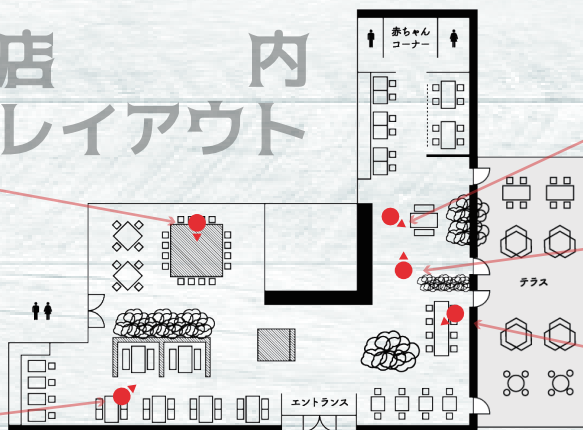 店内
レイアウト
赤ちゃん
コーナー
テラス
エントランス